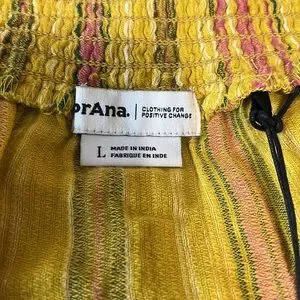 prAna.
CLOTHING FOR
POSITIVE CHANGE
L
MADE IN INDIA
FABRIQUE EN INDE